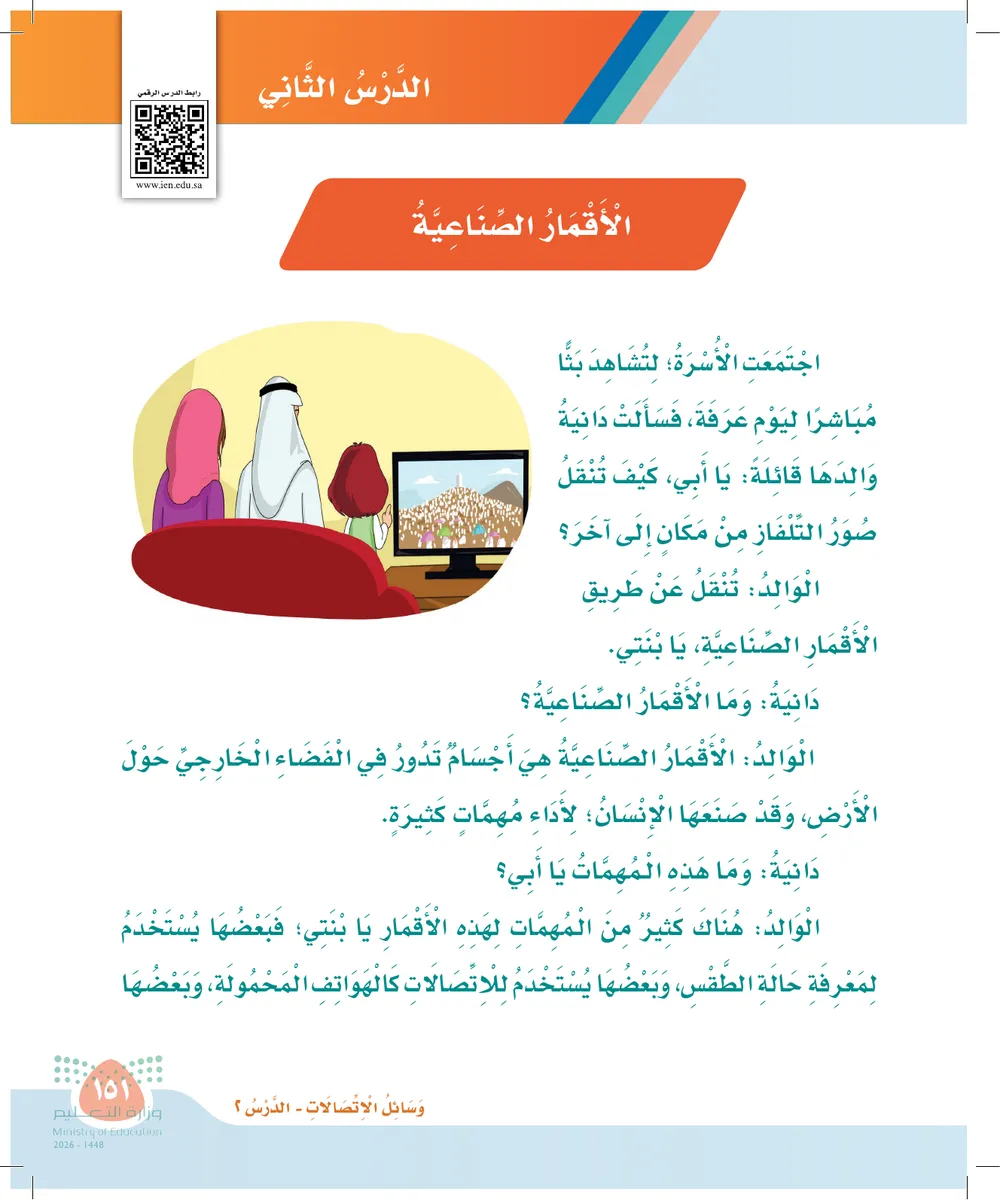 الدَّرْسُ الثَّانِي
رابط الدرس الرقمي
www.ien.edu.sa
الْأَقْمَارُ الصِّنَاعِيَّةُ
اجْتَمَعَتِ الْأُسْرَةُ؛ لِتُشَاهِدَ بَثًّا
مُبَاشِرًا لِيَوْمِ عَرَفَةَ، فَسَأَلَتْ دَانِيَةُ
وَالِدَهَا قَائِلَةً: يَا أَبِي، كَيْفَ تُنْقَلُ
صُوَرُ التِّلْفَازِ مِنْ مَكَانٍ إِلَى آخَرَ؟
الْوَالِدُ: تُنْقَلُ عَنْ طَرِيقِ
الْأَقْمَارِ الصِّنَاعِيَّةِ، يَا بْنَتِي.
دَانِيَةُ: وَمَا الْأَقْمَارُ الصِّنَاعِيَّةُ؟
الْوَالِدُ: الْأَقْمَارُ الصِّنَاعِيَّةُ هِيَ أَجْسَامٌ تَدُورُ فِي الْفَضَاءِ الْخَارِجِيِّ حَوْلَ
الْأَرْضِ، وَقَدْ صَنَعَهَا الْإِنْسَانُ؛ لِأَدَاءِ مُهِمَّاتٍ كَثِيرَةٍ.
دَانِيَةُ: وَمَا هَذِهِ الْمُهِمَّاتُ يَا أَبِي؟
الْوَالِدُ: هُنَاكَ كَثِيرٌ مِنَ الْمُهِمَّاتِ لِهَذِهِ الْأَقْمَارِ يَا بْنَتِي؛ فَبَعْضُهَا يُسْتَخْدَمُ
لِمَعْرِفَةِ حَالَةِ الطَّقْسِ، وَبَعْضُهَا يُسْتَخْدَمُ لِلْاِتِّصَالَاتِ كَالْهَوَاتِفِ الْمَحْمُولَةِ، وَبَعْضُهَا
وَسَائِلُ الْاِتِّصَالَاتِ - الدَّرْسُ ٢
١٥١
وزارة التعليم
Ministry of Education
2026 - 1448